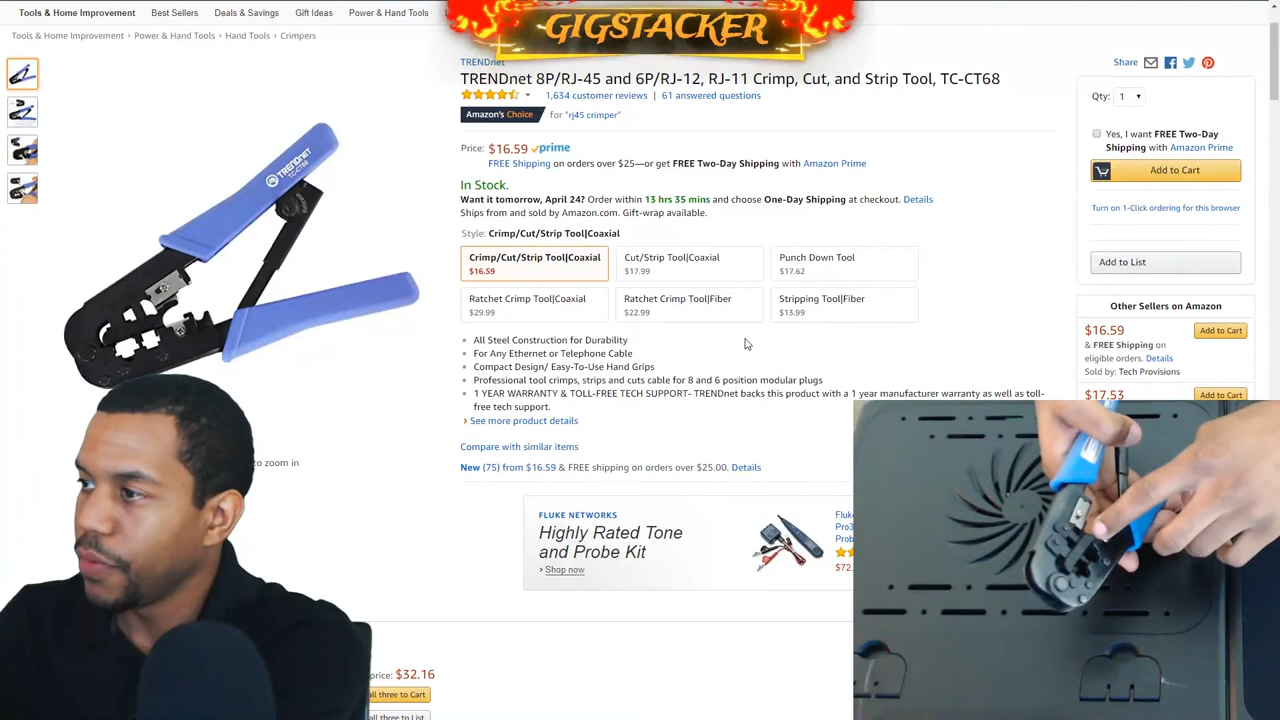 Tools & Home Improvement Best Sellers Deals & Savings Gift Ideas Power & Hand Tools
GIGSTACKER
Tools & Home Improvement › Power & Hand Tools › Hand Tools › Crimpers
TRENDnet
Share
TRENDnet 8P/RJ-45 and 6P/RJ-12, RJ-11 Crimp, Cut, and Strip Tool, TC-CT68
1,634 customer reviews | 61 answered questions
Qty: 1
Amazon's Choice for "rj45 crimper"
Yes, I want FREE Two-Day
Shipping with Amazon Prime
Price: $16.59 prime
FREE Shipping on orders over $25—or get FREE Two-Day Shipping with Amazon Prime
Add to Cart
In Stock.
Want it tomorrow, April 24? Order within 13 hrs 35 mins and choose One-Day Shipping at checkout. Details
Ships from and sold by Amazon.com. Gift-wrap available.
Turn on 1-Click ordering for this browser
TRENDNET
TC-CT68
Style: Crimp/Cut/Strip Tool|Coaxial
Crimp/Cut/Strip Tool|Coaxial
$16.59
Cut/Strip Tool|Coaxial
$17.99
Punch Down Tool
$17.62
Add to List
Ratchet Crimp Tool|Coaxial
$29.99
Ratchet Crimp Tool|Fiber
$22.99
Stripping Tool|Fiber
$13.99
Other Sellers on Amazon
$16.59
Add to Cart
& FREE Shipping on
eligible orders. Details
Sold by: Tech Provisions
$17.53
Add to Cart
All Steel Construction for Durability
For Any Ethernet or Telephone Cable
Compact Design/ Easy-To-Use Hand Grips
Professional tool crimps, strips and cuts cable for 8 and 6 position modular plugs
1 YEAR WARRANTY & TOLL-FREE TECH SUPPORT- TRENDnet backs this product with a 1 year manufacturer warranty as well as toll-
free tech support.
› See more product details
Compare with similar items
to zoom in
New (75) from $16.59 & FREE shipping on orders over $25.00. Details
FLUKE NETWORKS
Highly Rated Tone
and Probe Kit
› Shop now
Fluke
Pro3
Prob
$72.
price: $32.16
all three to Cart
all three to List